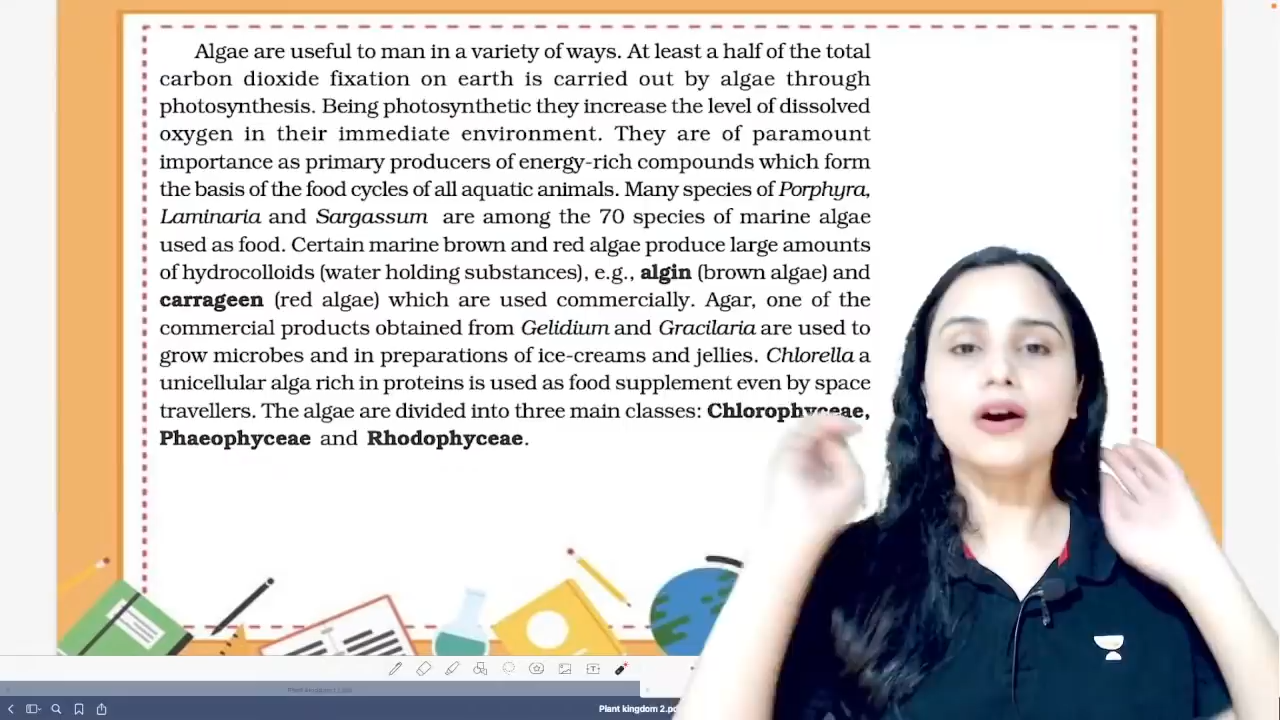 Algae are useful to man in a variety of ways. At least a half of the total
carbon dioxide fixation on earth is carried out by algae through
photosynthesis. Being photosynthetic they increase the level of dissolved
oxygen in their immediate environment. They are of paramount
importance as primary producers of energy-rich compounds which form
the basis of the food cycles of all aquatic animals. Many species of Porphyra,
Laminaria and Sargassum are among the 70 species of marine algae
used as food. Certain marine brown and red algae produce large amounts
of hydrocolloids (water holding substances), e.g., algin (brown algae) and
carrageen (red algae) which are used commercially. Agar, one of the
commercial products obtained from Gelidium and Gracilaria are used to
grow microbes and in preparations of ice-creams and jellies. Chlorella a
unicellular alga rich in proteins is used as food supplement even by space
travellers. The algae are divided into three main classes: Chlorophyceae,
Phaeophyceae and Rhodophyceae.
Plant kingdom 2.pd